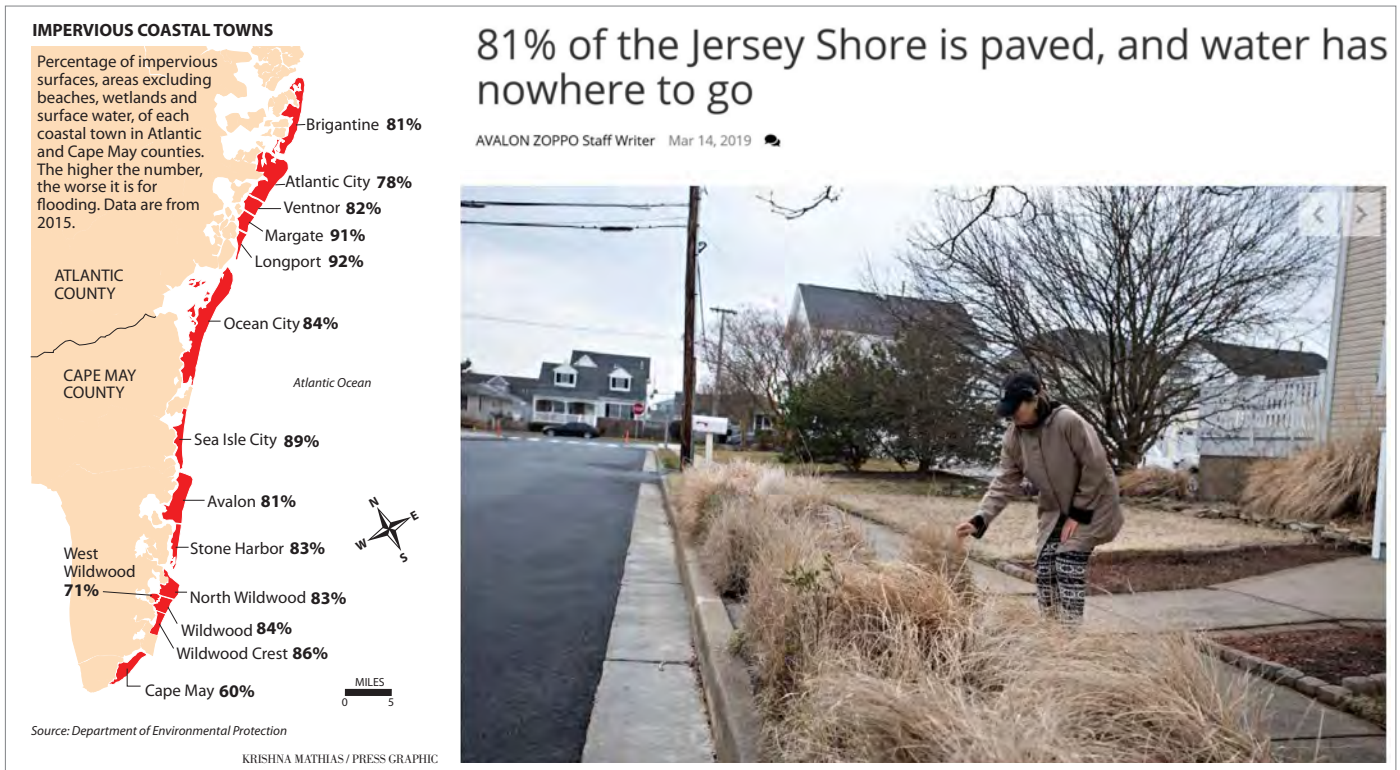 IMPERVIOUS COASTAL TOWNS
Percentage of impervious
surfaces, areas excluding
beaches, wetlands and
surface water, of each
coastal town in Atlantic
and Cape May counties.
The higher the number,
the worse it is for
flooding. Data are from
2015.
Brigantine 81%
Atlantic City 78%
Ventnor 82%
Margate 91%
Longport 92%
ATLANTIC
COUNTY
Ocean City 84%
CAPE MAY
COUNTY
Atlantic Ocean
Sea Isle City 89%
Avalon 81%
N
E
W
S
Stone Harbor 83%
West
Wildwood
71%
North Wildwood 83%
Wildwood 84%
Wildwood Crest 86%
Cape May 60%
MILES
0 5
Source: Department of Environmental Protection
KRISHNA MATHIAS / PRESS GRAPHIC
81% of the Jersey Shore is paved, and water has
nowhere to go
AVALON ZOPPO Staff Writer Mar 14, 2019